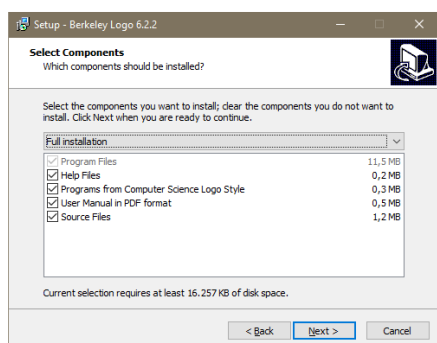 Setup - Berkeley Logo 6.2.2
Select Components
Which components should be installed?
Select the components you want to install; clear the components you do not want to
install. Click Next when you are ready to continue.
Full installation
Program Files 11,5 MB
Help Files 0,2 MB
Programs from Computer Science Logo Style 0,3 MB
User Manual in PDF format 0,5 MB
Source Files 1,2 MB
Current selection requires at least 16.257 KB of disk space.
< Back Next > Cancel